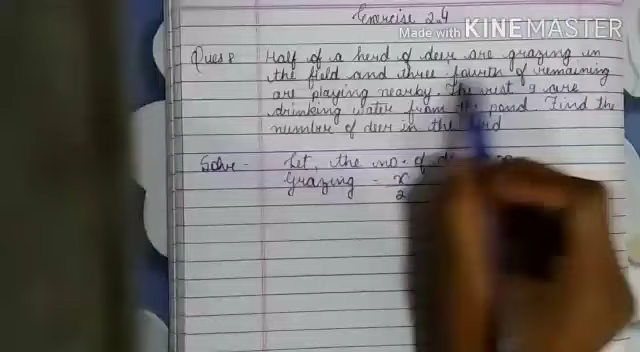 Exercise 2.4
Made with KINEMASTER
Ques 8 Half of a herd of deer are grazing in
the field and three fourth of remaining
are playing nearby. The rest 9 are
drinking water from the pond. Find the
number of deer in the herd
Solve - Let, the no. of
Grazing - x
2